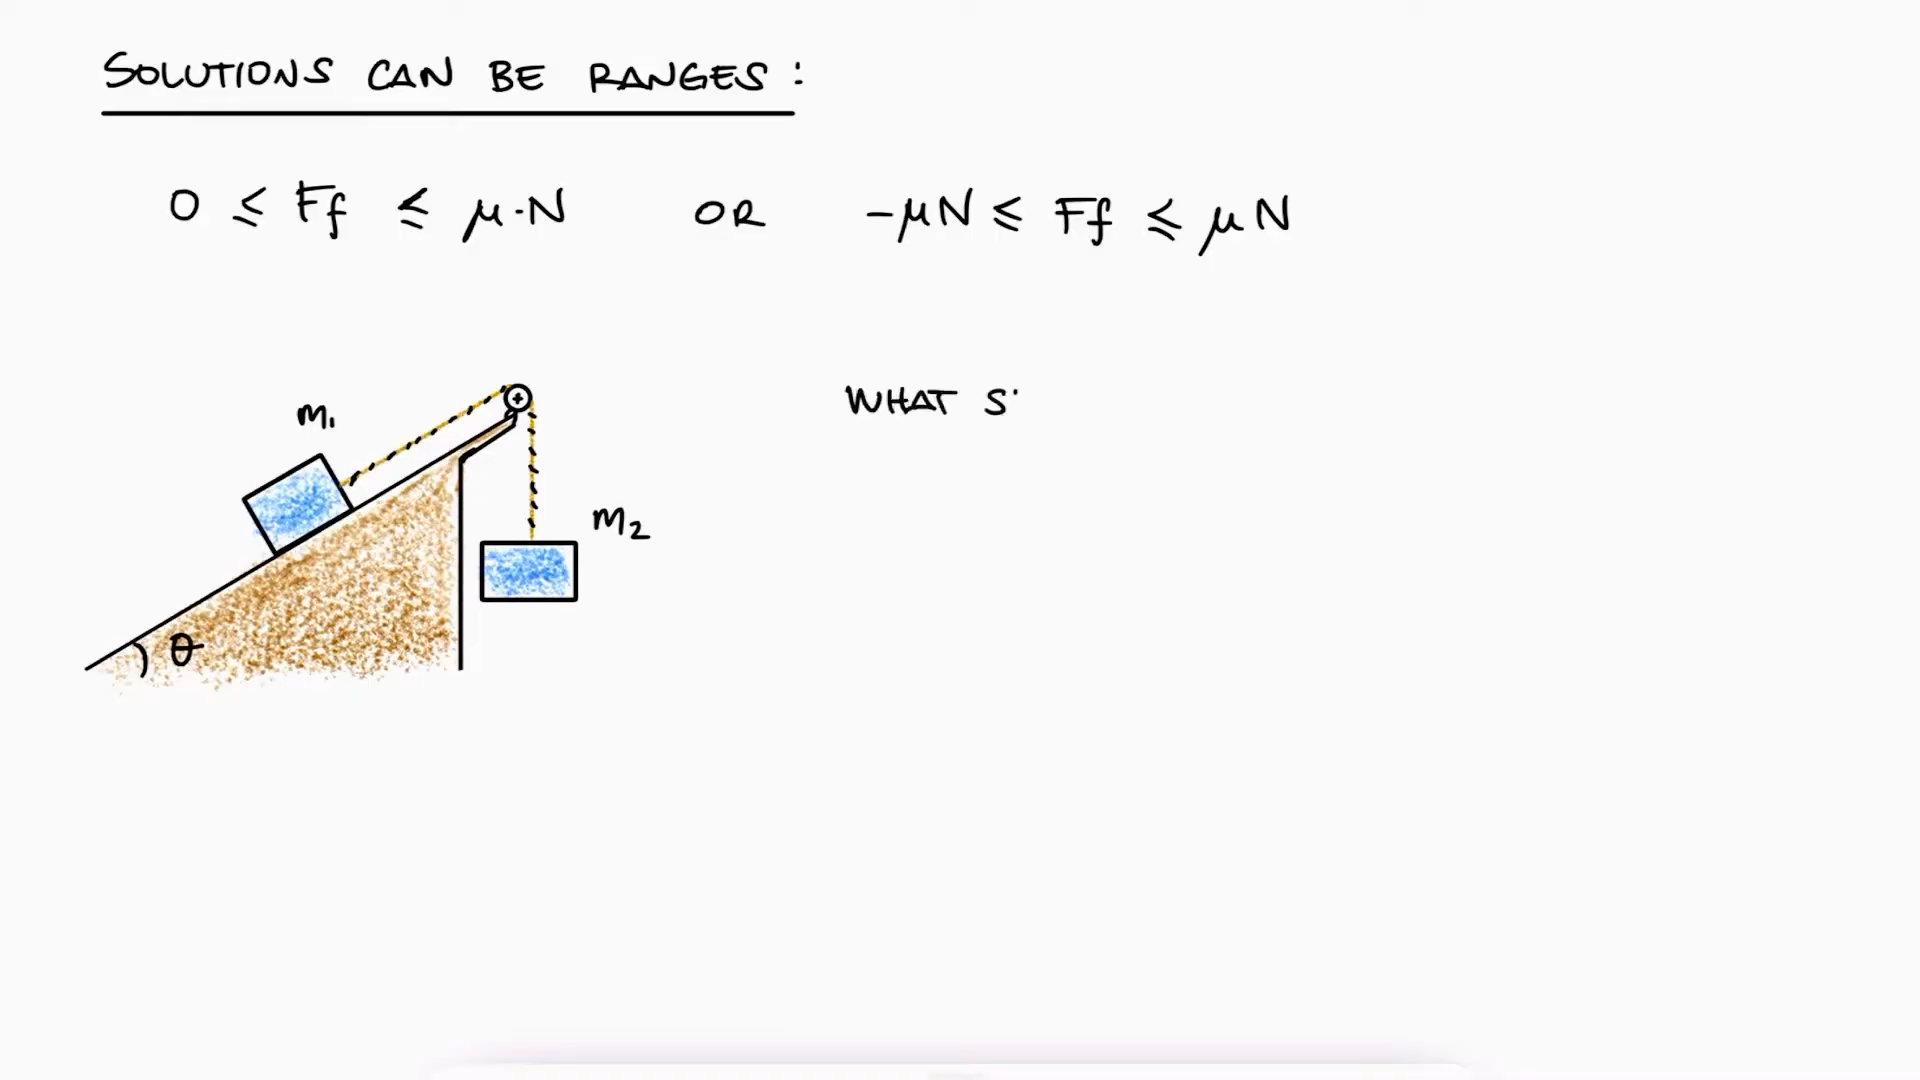 SOLUTIONS CAN BE RANGES:
0 ≤ Ff ≤ μ·N OR -μN ≤ Ff ≤ μN
m1
WHAT S
m2
θ